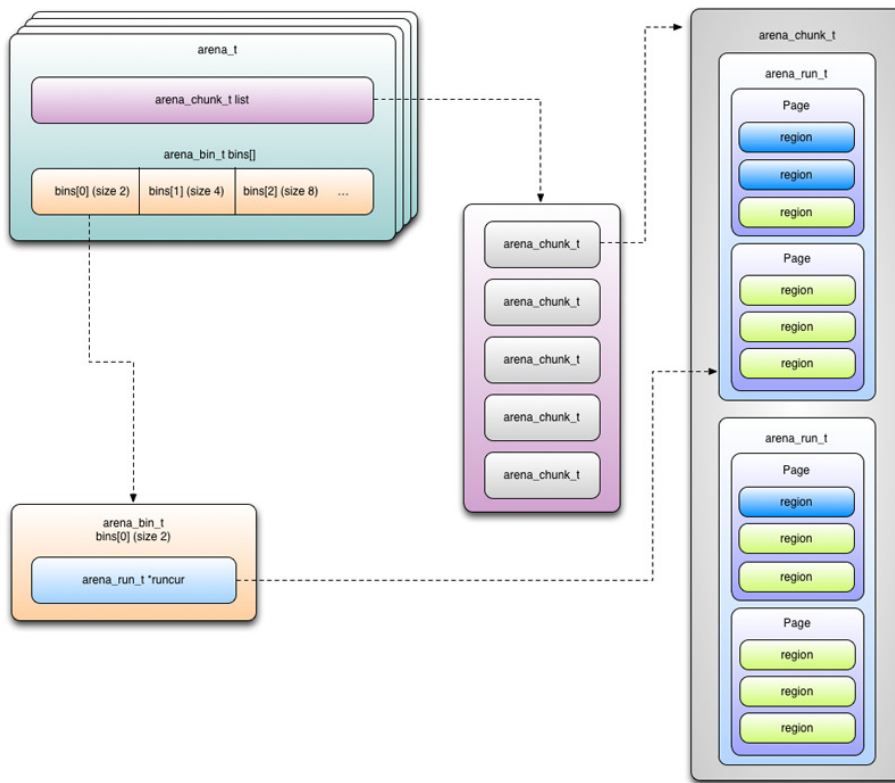 arena_t
arena_chunk_t list
arena_bin_t bins[]
bins[0] (size 2) bins[1] (size 4) bins[2] (size 8) ...
arena_chunk_t
arena_chunk_t
arena_chunk_t
arena_chunk_t
arena_chunk_t
arena_bin_t
bins[0] (size 2)
arena_run_t *runcur
arena_chunk_t
arena_run_t
Page
region
region
region
Page
region
region
region
arena_run_t
Page
region
region
region
Page
region
region
region